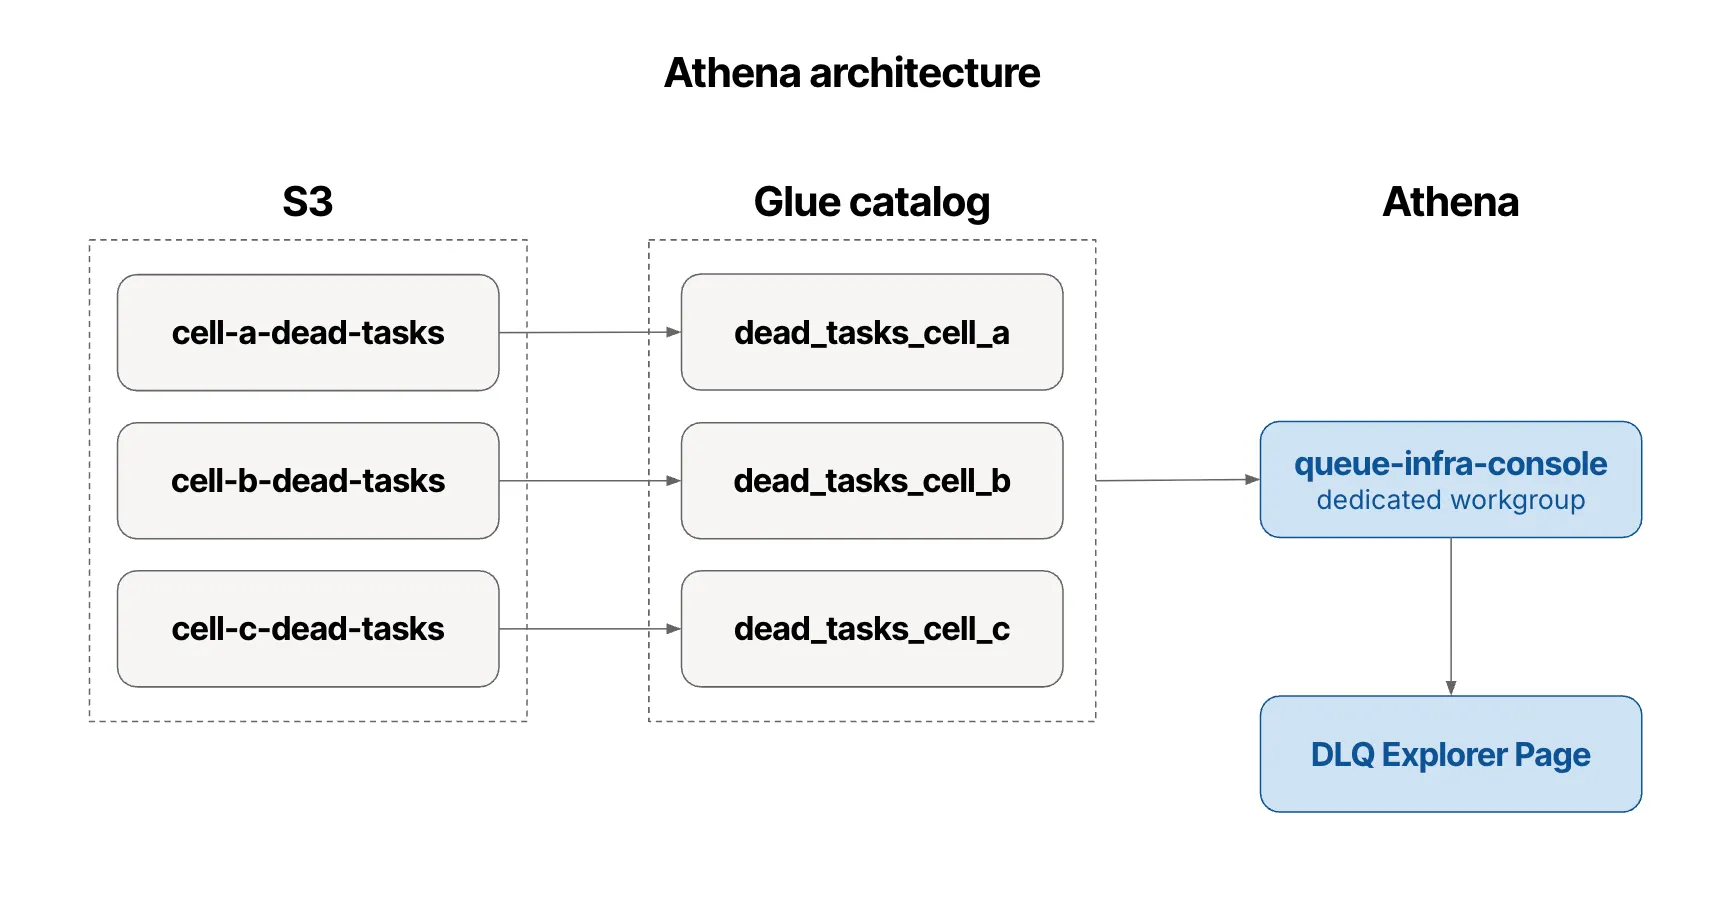 Athena architecture
S3
cell-a-dead-tasks
cell-b-dead-tasks
cell-c-dead-tasks
Glue catalog
dead_tasks_cell_a
dead_tasks_cell_b
dead_tasks_cell_c
Athena
queue-infra-console
dedicated workgroup
DLQ Explorer Page